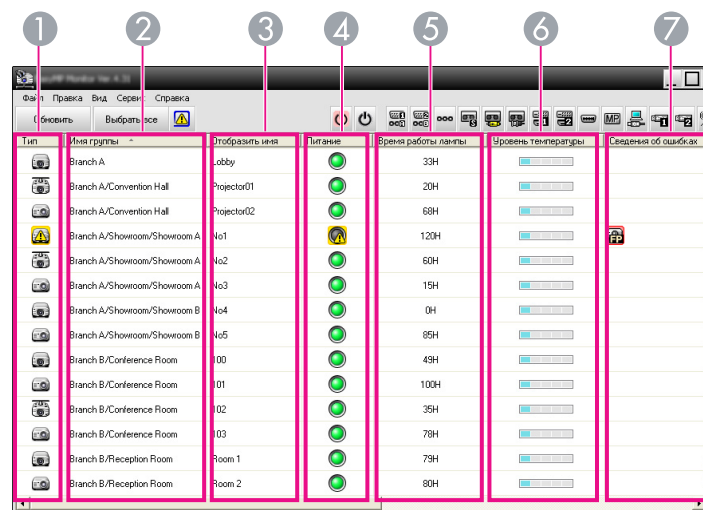 1 2 3 4 5 6 7
Файл Правка Вид Сервис Справка
Обновить Выбрать все MP
Тип Имя группы Отобразить имя Питание Время работы лампы Уровень температуры Сведения об ошибках
Branch A Lobby 33H
Branch A/Convention Hall Projector01 20H
Branch A/Convention Hall Projector02 68H
Branch A/Showroom/Showroom A No1 120H FP
Branch A/Showroom/Showroom A No2 60H
Branch A/Showroom/Showroom A No3 15H
Branch A/Showroom/Showroom B No4 0H
Branch A/Showroom/Showroom B No5 85H
Branch B/Conference Room 100 49H
Branch B/Conference Room 101 100H
Branch B/Conference Room 102 35H
Branch B/Conference Room 103 78H
Branch B/Reception Room Room 1 79H
Branch B/Reception Room Room 2 80H